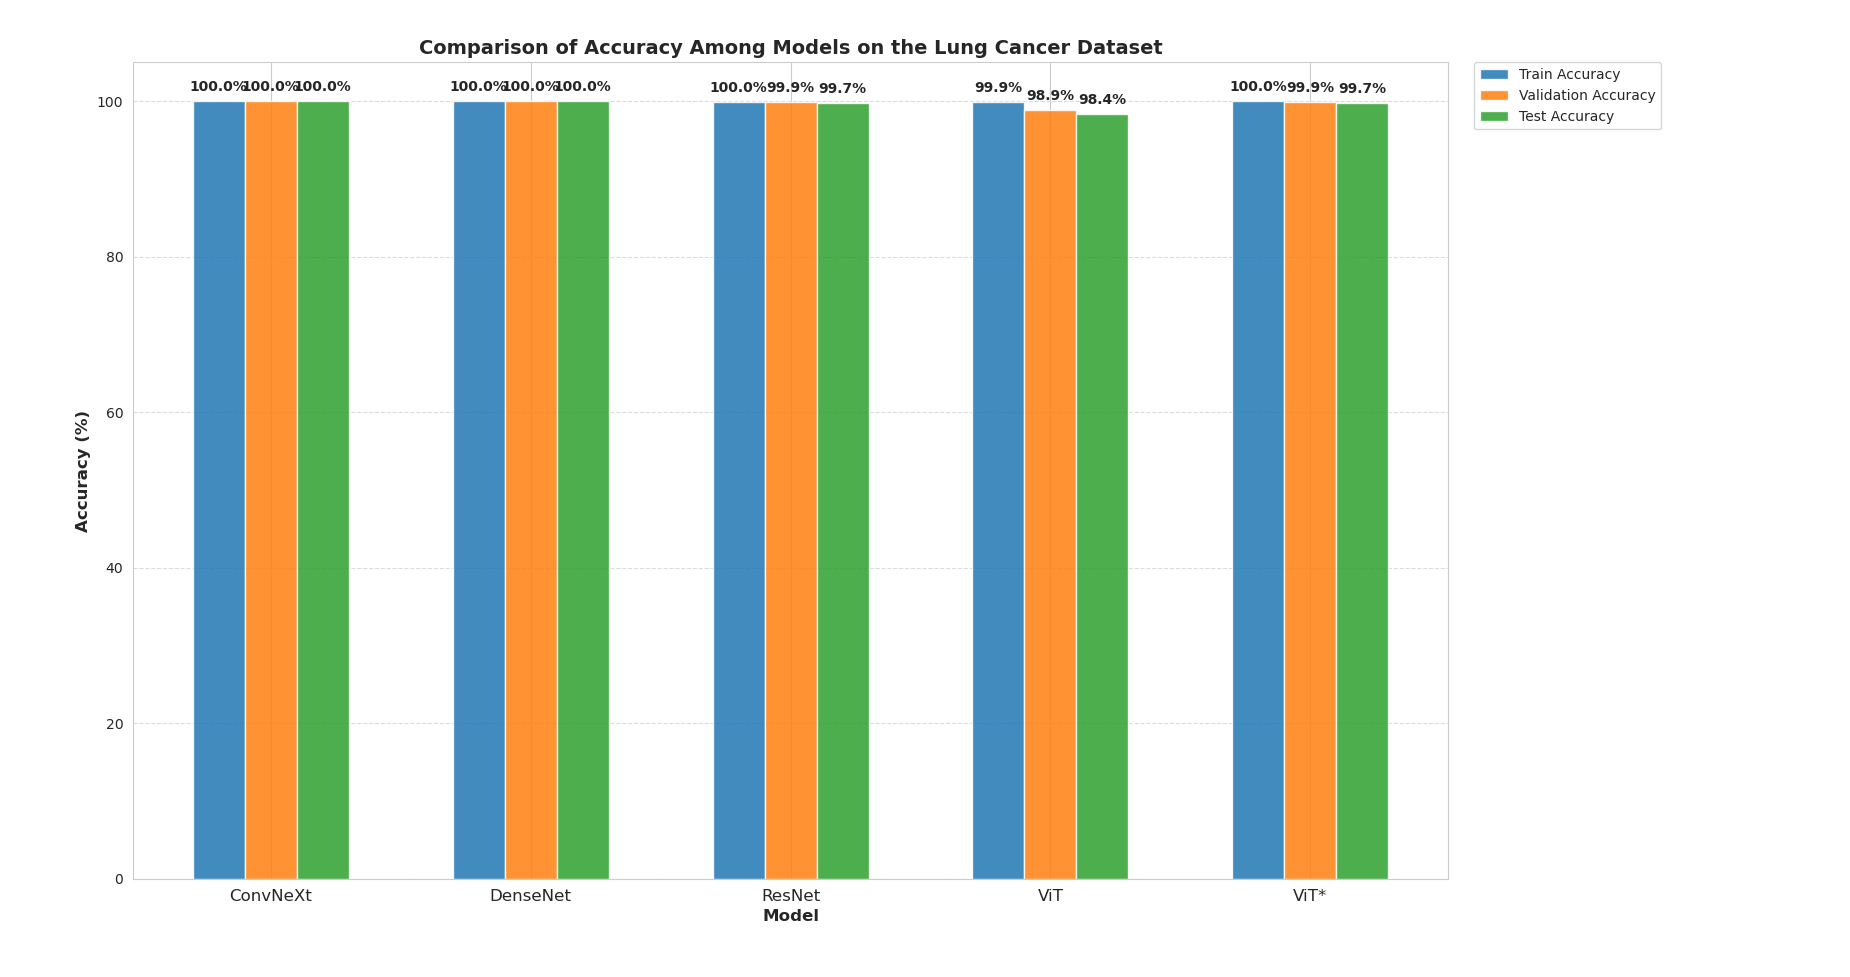 Comparison of Accuracy Among Models on the Lung Cancer Dataset
100.0% 100.0% 100.0% 100.0% 100.0% 100.0% 100.0% 99.9% 99.7% 99.9% 98.9% 98.4% 100.0% 99.9% 99.7%
Train Accuracy
Validation Accuracy
Test Accuracy
100
80
60
40
20
0
Accuracy (%)
ConvNeXt DenseNet ResNet ViT ViT*
Model